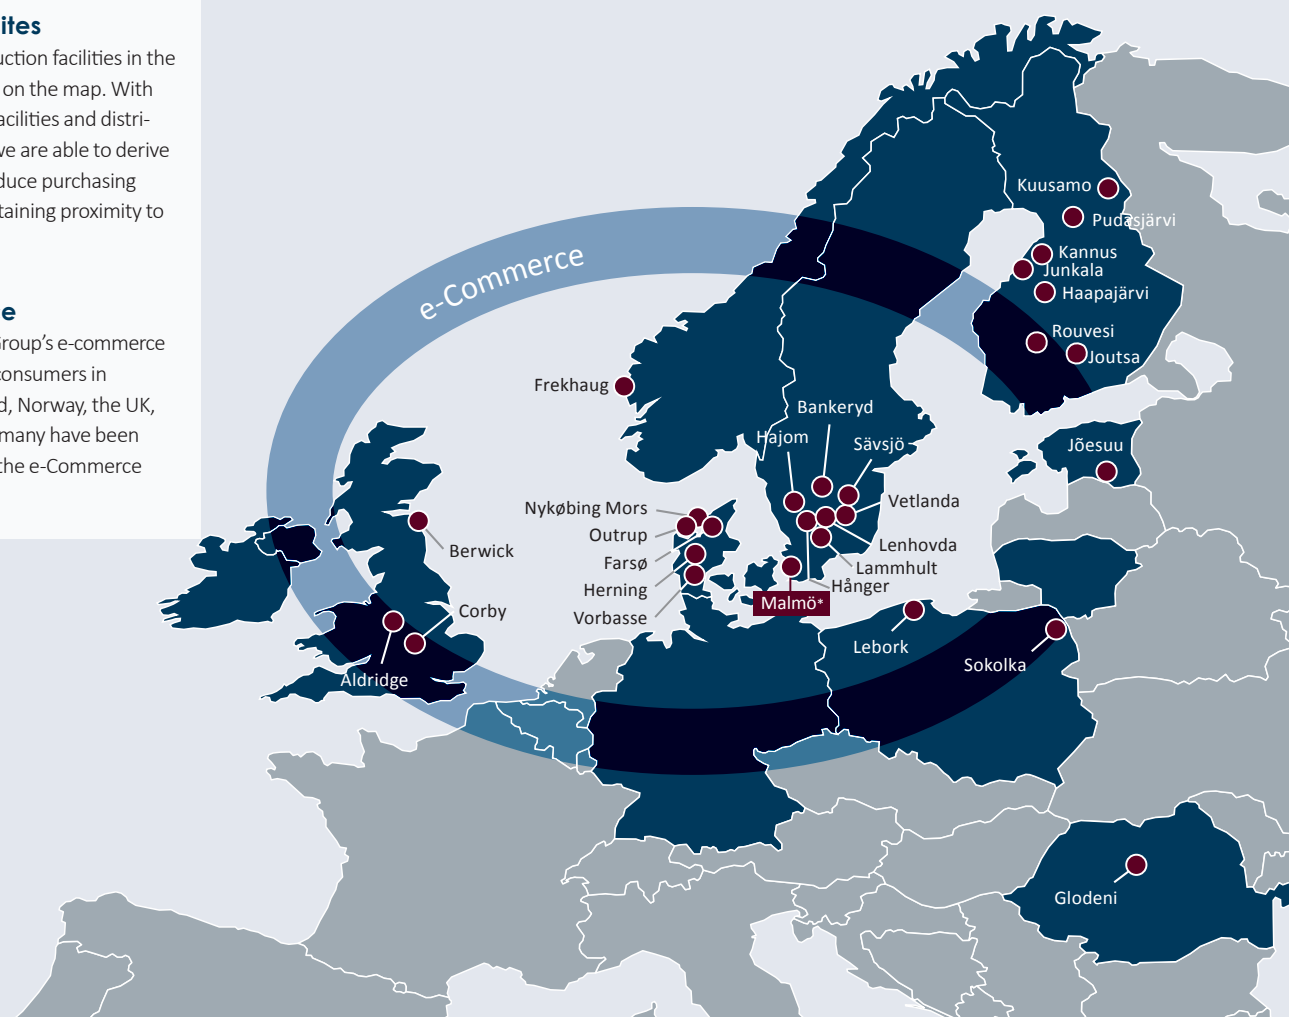 ites
uction facilities in the
on the map. With
acilities and distri-
we are able to derive
duce purchasing
taining proximity to
e
Group’s e-commerce
consumers in
d, Norway, the UK,
many have been
the e-Commerce
e-Commerce
Kuusamo
Pudasjärvi
Kannus
Junkala
Haapajärvi
Rouvesi
Joutsa
Frekhaug
Bankeryd
Hajom
Sävsjö
Jõesuu
Vetlanda
Nykøbing Mors
Outrup
Farsø
Herning
Vorbasse
Lenhovda
Lammhult
Hånger
Malmö*
Berwick
Corby
Aldridge
Lebork
Sokolka
Glodeni